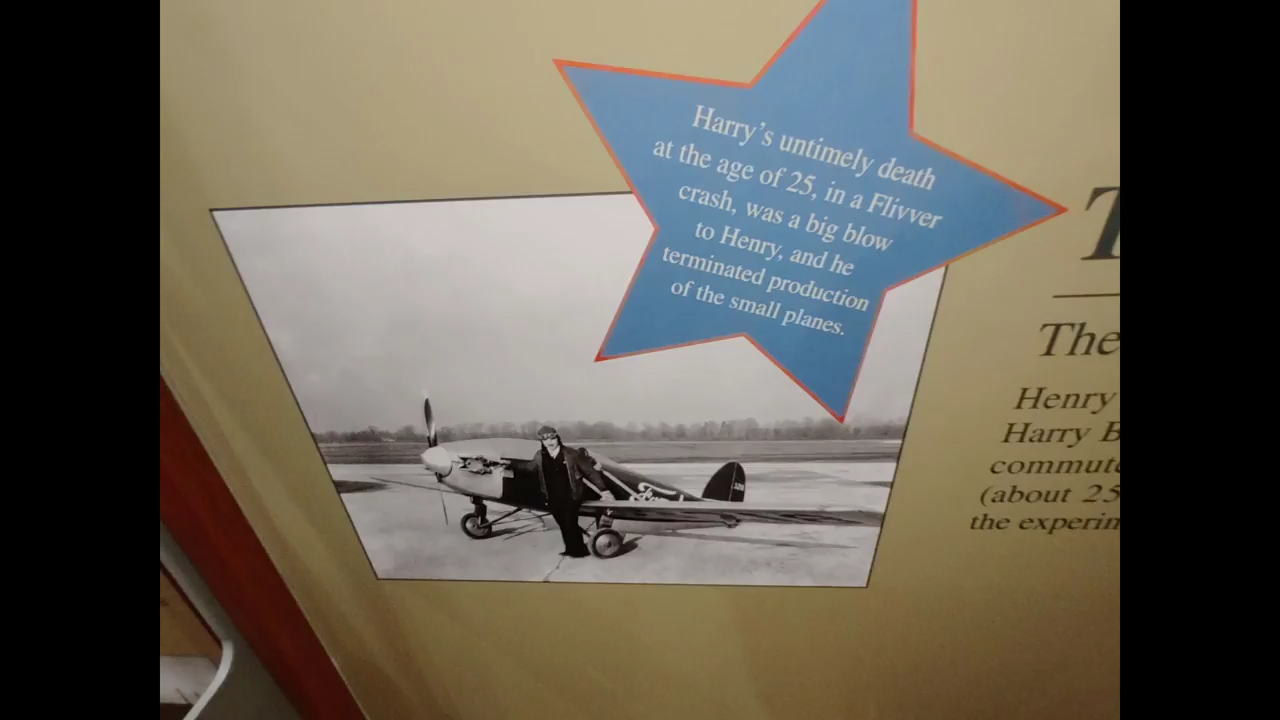 Harry's untimely death
at the age of 25, in a Flivver
crash, was a big blow
to Henry, and he
terminated production
of the small planes.
The
Henry
Harry B
commute
(about 25
the experim
Ford